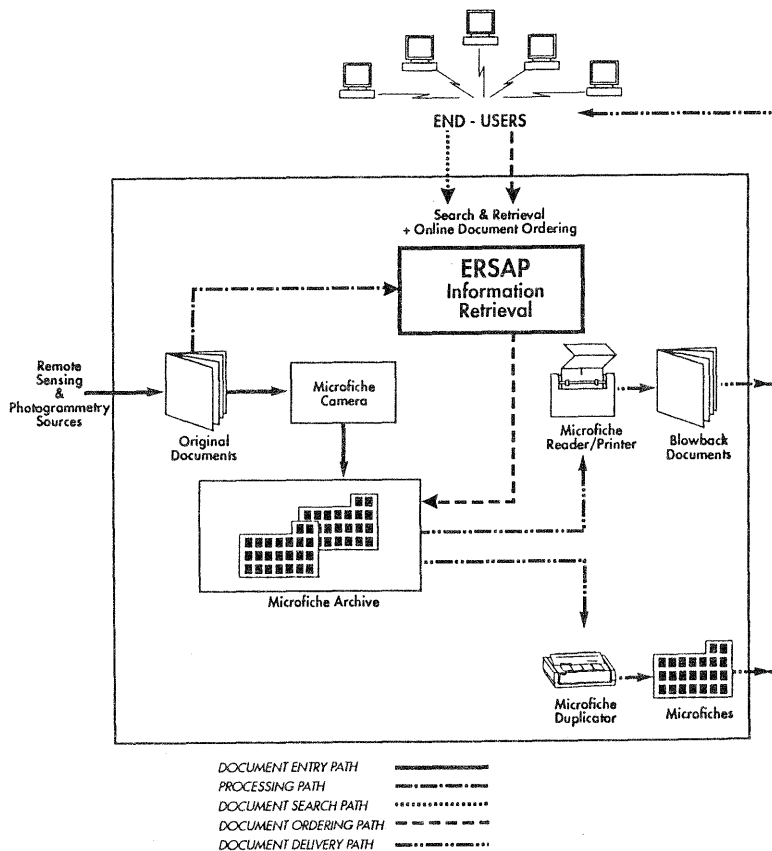 END - USERS
Search & Retrieval
+ Online Document Ordering
ERSAP
Information
Retrieval
Remote
Sensing
&
Photogrammetry
Sources
Original
Documents
Microfiche
Camera
Microfiche
Reader/Printer
Blowback
Documents
Microfiche Archive
Microfiche
Duplicator
Microfiches
DOCUMENT ENTRY PATH
PROCESSING PATH
DOCUMENT SEARCH PATH
DOCUMENT ORDERING PATH
DOCUMENT DELIVERY PATH